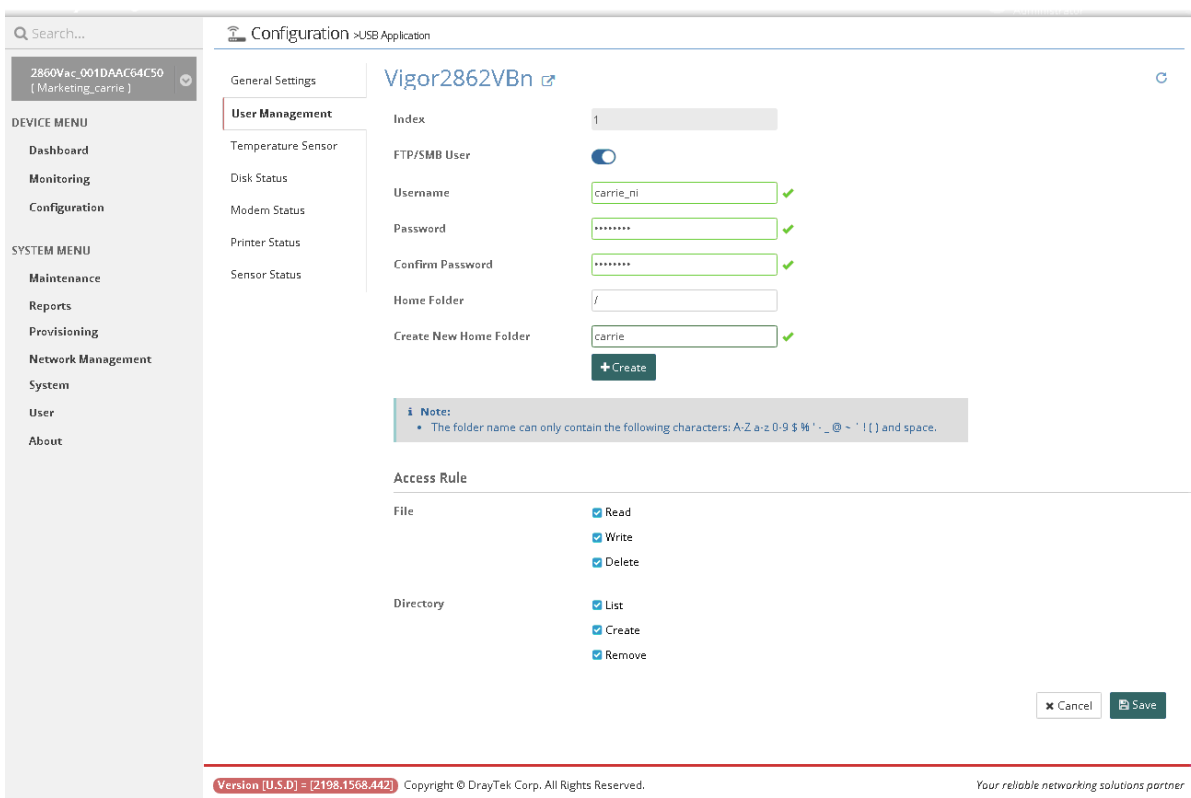 Search...
Configuration >USB Application
2860Vac_001DAAC64C50
[ Marketing_carrie ]
DEVICE MENU
Dashboard
Monitoring
Configuration
SYSTEM MENU
Maintenance
Reports
Provisioning
Network Management
System
User
About
General Settings
User Management
Temperature Sensor
Disk Status
Modem Status
Printer Status
Sensor Status
Vigor2862VBn
Index 1
FTP/SMB User
Username carrie_ni
Password ••••••••
Confirm Password ••••••••
Home Folder /
Create New Home Folder carrie
+ Create
i Note:
• The folder name can only contain the following characters: A-Z a-z 0-9 $ % ' - _ @ ~ ` ! ( ) and space.
Access Rule
File Read
Write
Delete
Directory List
Create
Remove
Cancel Save
Version [U.S.D] = [2198.1568.442] Copyright © DrayTek Corp. All Rights Reserved. Your reliable networking solutions partner